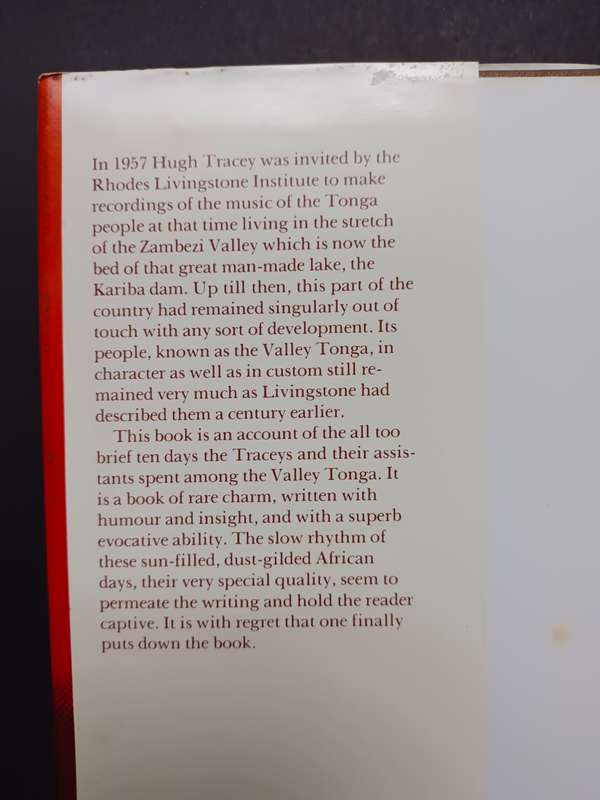 In 1957 Hugh Tracey was invited by the
Rhodes Livingstone Institute to make
recordings of the music of the Tonga
people at that time living in the stretch
of the Zambezi Valley which is now the
bed of that great man-made lake, the
Kariba dam. Up till then, this part of the
country had remained singularly out of
touch with any sort of development. Its
people, known as the Valley Tonga, in
character as well as in custom still re-
mained very much as Livingstone had
described them a century earlier.
This book is an account of the all too
brief ten days the Traceys and their assis-
tants spent among the Valley Tonga. It
is a book of rare charm, written with
humour and insight, and with a superb
evocative ability. The slow rhythm of
these sun-filled, dust-gilded African
days, their very special quality, seem to
permeate the writing and hold the reader
captive. It is with regret that one finally
puts down the book.